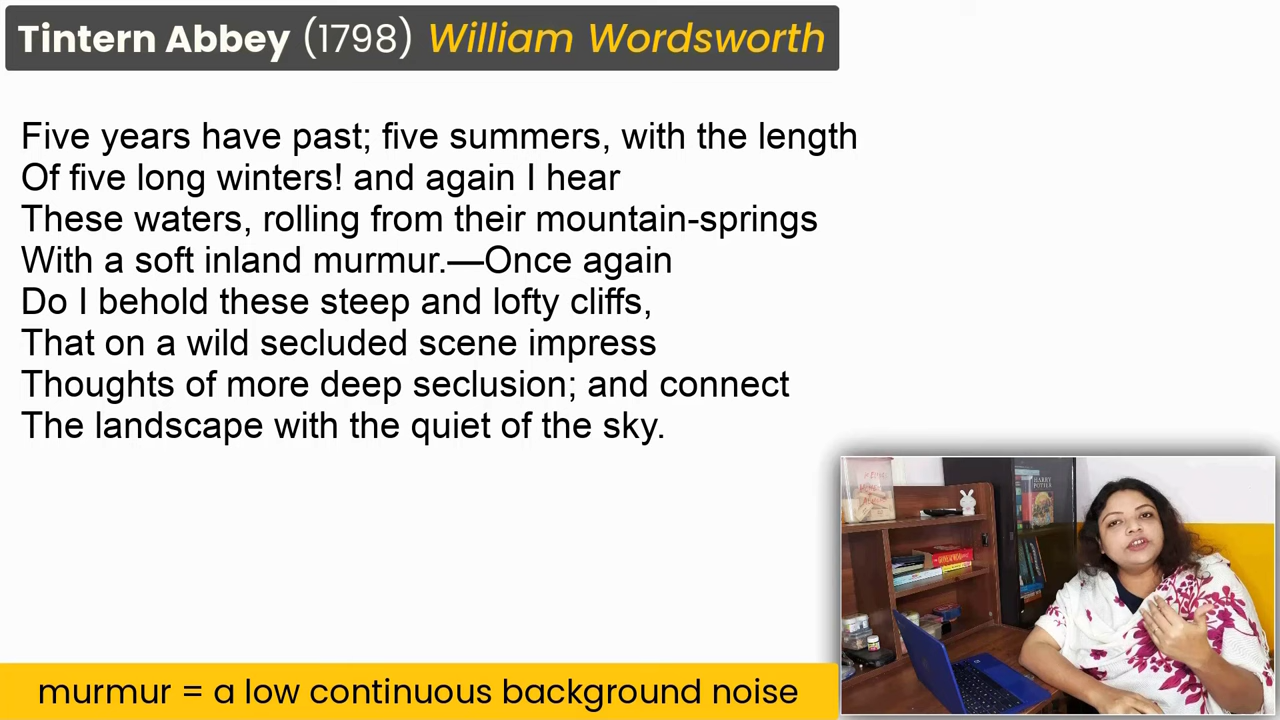 Tintern Abbey (1798) William Wordsworth
Five years have past; five summers, with the length
Of five long winters! and again I hear
These waters, rolling from their mountain-springs
With a soft inland murmur.—Once again
Do I behold these steep and lofty cliffs,
That on a wild secluded scene impress
Thoughts of more deep seclusion; and connect
The landscape with the quiet of the sky.
HARRY
POTTER
murmur = a low continuous background noise